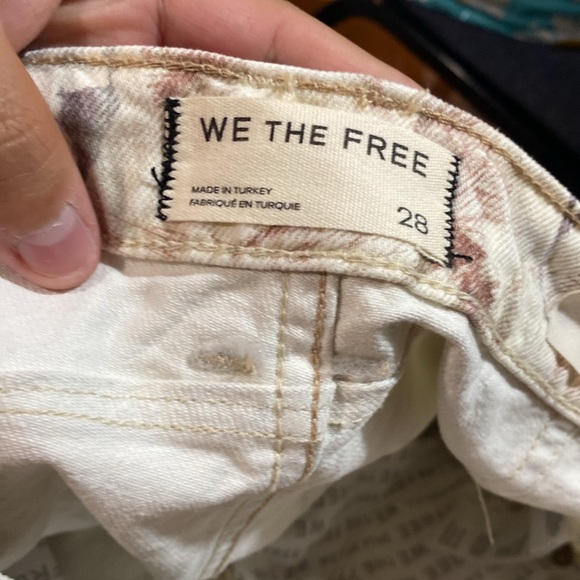 WE THE FREE
MADE IN TURKEY
FABRIQUÉ EN TURQUIE
28